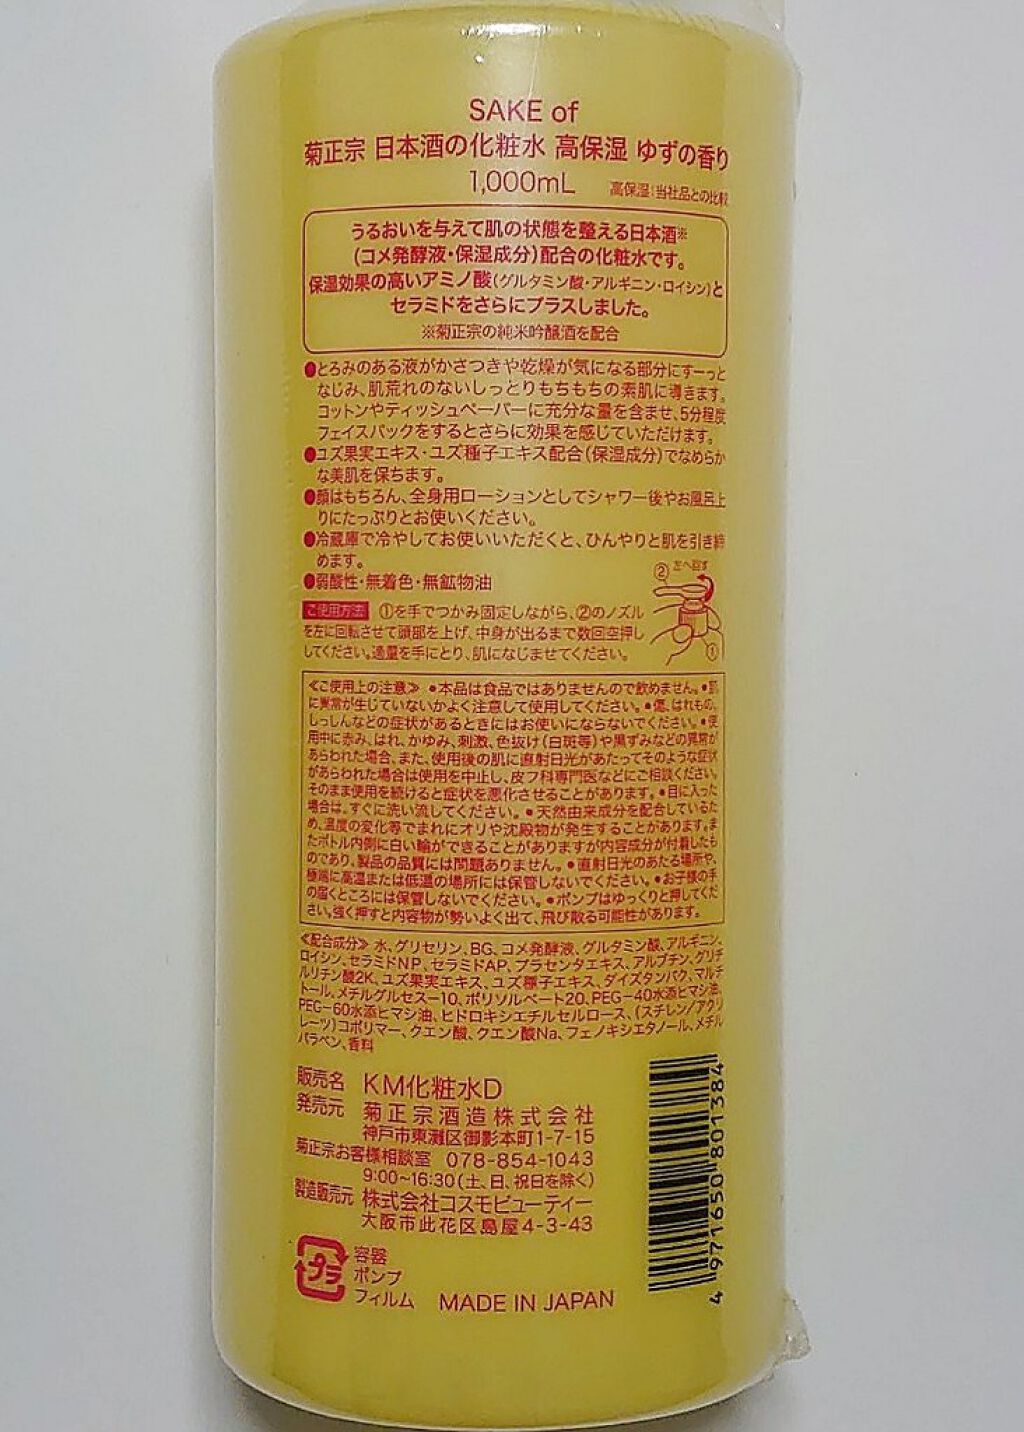 SAKE of
菊正宗 日本酒の化粧水 高保湿 ゆずの香り
1,000mL 高保湿:当社品との比較
うるおいを与えて肌の状態を整える日本酒※
(コメ発酵液・保湿成分)配合の化粧水です。
保湿効果の高いアミノ酸(グルタミン酸・アルギニン・ロイシン)と
セラミドをさらにプラスしました。
※菊正宗の純米吟醸酒を配合
●とろみのある液がかさつきや乾燥が気になる部分にすーっと
なじみ、肌荒れのないしっとりもちもちの素肌に導きます。
コットンやティッシュペーパーに充分な量を含ませ、5分程度
フェイスパックをするとさらに効果を感じていただけます。
●ユズ果実エキス・ユズ種子エキス配合(保湿成分)でなめらか
な美肌を保ちます。
●顔はもちろん、全身用ローションとしてシャワー後やお風呂上
りにたっぷりとお使いください。
●冷蔵庫で冷やしてお使いいただくと、ひんやりと肌を引き締
めます。
●弱酸性・無着色・無鉱物油
② 左へ回す
①
ご使用方法 ①を手でつかみ固定しながら、②のノズル
を左に回転させて頭部を上げ、中身が出るまで数回空押し
してください。適量を手にとり、肌になじませてください。
≪ご使用上の注意≫ ●本品は食品ではありませんので飲めません。●肌
に異常が生じていないかよく注意して使用してください。●傷、はれもの、
しっしんなどの症状があるときにはお使いにならないでください。●使
用中に赤み、はれ、かゆみ、刺激、色抜け(白斑等)や黒ずみなどの異常が
あらわれた場合、また、使用後の肌に直射日光があたってそのような症状
があらわれた場合は使用を中止し、皮フ科専門医などにご相談ください。
そのまま使用を続けると症状を悪化させることがあります。●目に入った
場合は、すぐに洗い流してください。●天然由来成分を配合しているた
め、温度の変化等でまれにオリや沈殿物が発生することがあります。ま
たボトル内側に白い輪ができることがありますが内容成分が付着したも
のであり、製品の品質には問題ありません。●直射日光のあたる場所や、
極端に高温または低温の場所には保管しないでください。●お子様の手
の届くところには保管しないでください。●ポンプはゆっくりと押してくだ
さい。強く押すと内容物が勢いよく出て、飛び散る可能性があります。
≪配合成分≫ 水、グリセリン、BG、コメ発酵液、グルタミン酸、アルギニン、
ロイシン、セラミドNP、セラミドAP、プラセンタエキス、アルブチン、グリチ
ルリチン酸2K、ユズ果実エキス、ユズ種子エキス、ダイズタンパク、マルチ
トール、メチルグルセス-10、ポリソルベート20、PEG-40水添ヒマシ油、
PEG-60水添ヒマシ油、ヒドロキシエチルセルロース、(スチレン/アクリ
レーツ)コポリマー、クエン酸、クエン酸Na、フェノキシエタノール、メチル
パラベン、香料
販売名 KM化粧水D
発売元 菊正宗酒造株式会社
神戸市東灘区御影本町1-7-15
菊正宗お客様相談室 078-854-1043
9:00~16:30(土、日、祝日を除く)
製造販売元 株式会社コスモビューティー
大阪市此花区島屋4-3-43
プラ
容器
ポンプ
フィルム MADE IN JAPAN
4 971650 801384